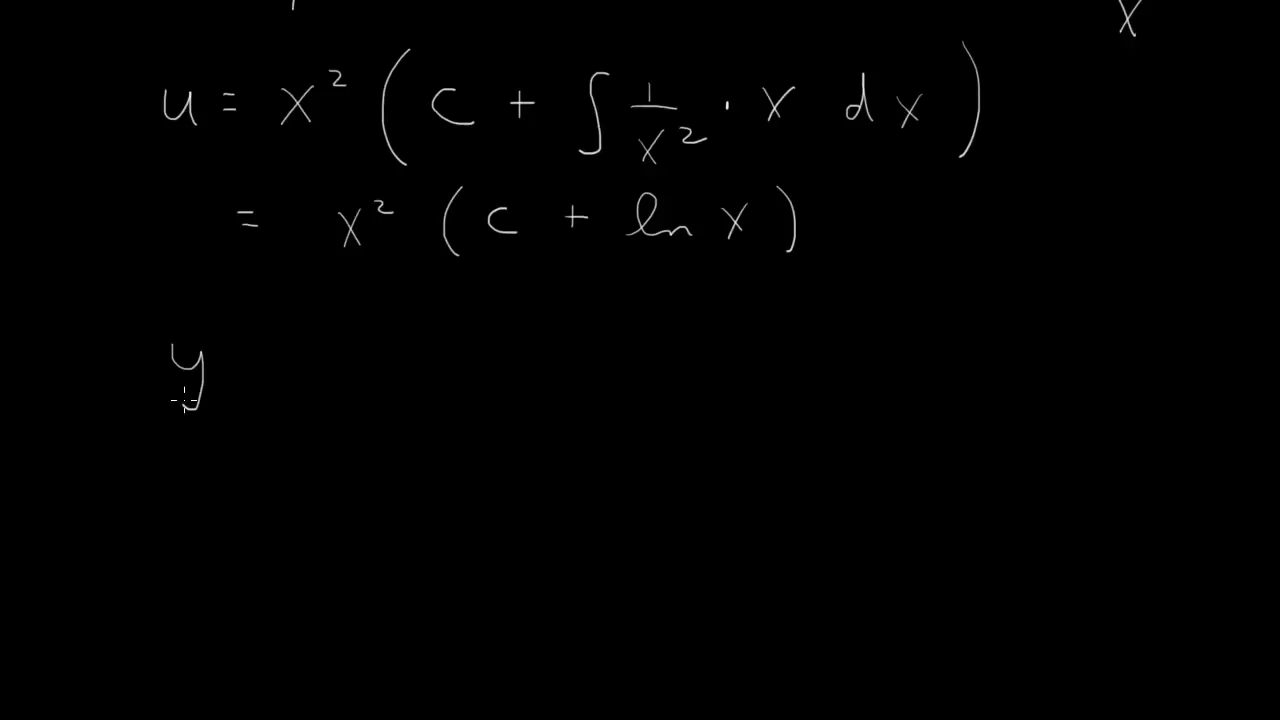 x
u = x² ( c + ∫ 1/x² · x dx )
= x² ( c + ln x )
y